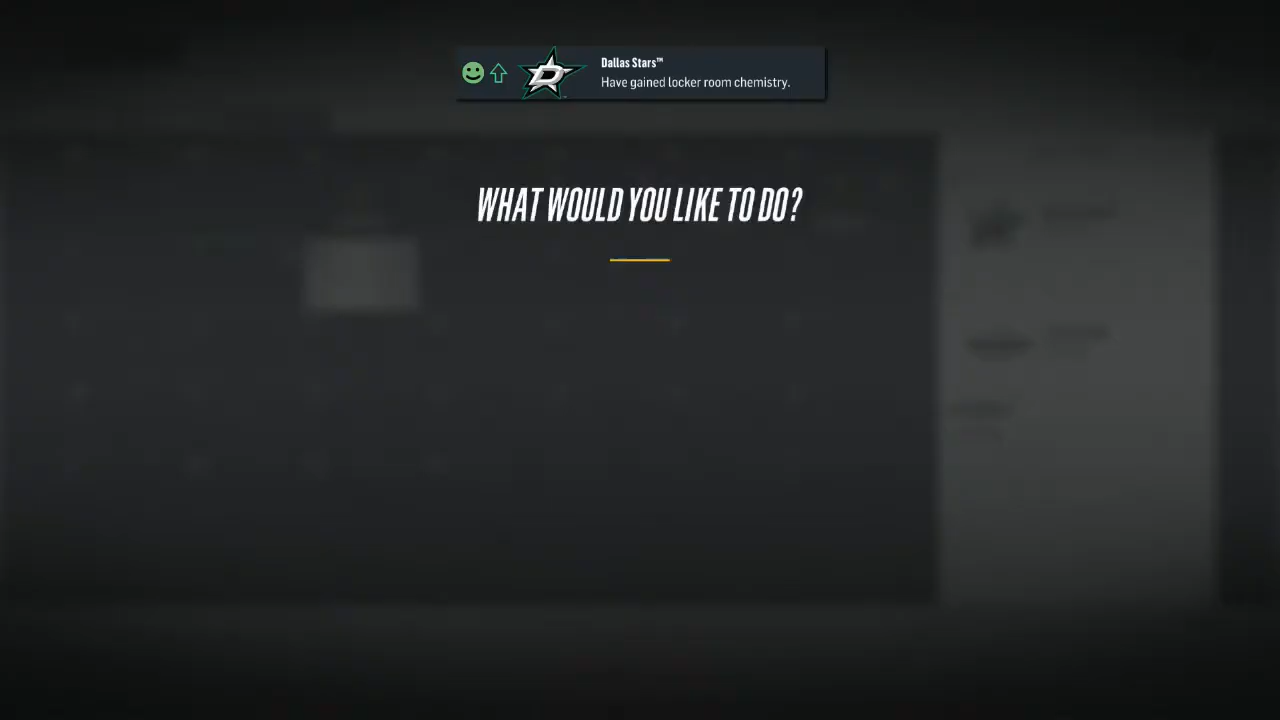 Dallas Stars™
Have gained locker room chemistry.
WHAT WOULD YOU LIKE TO DO?